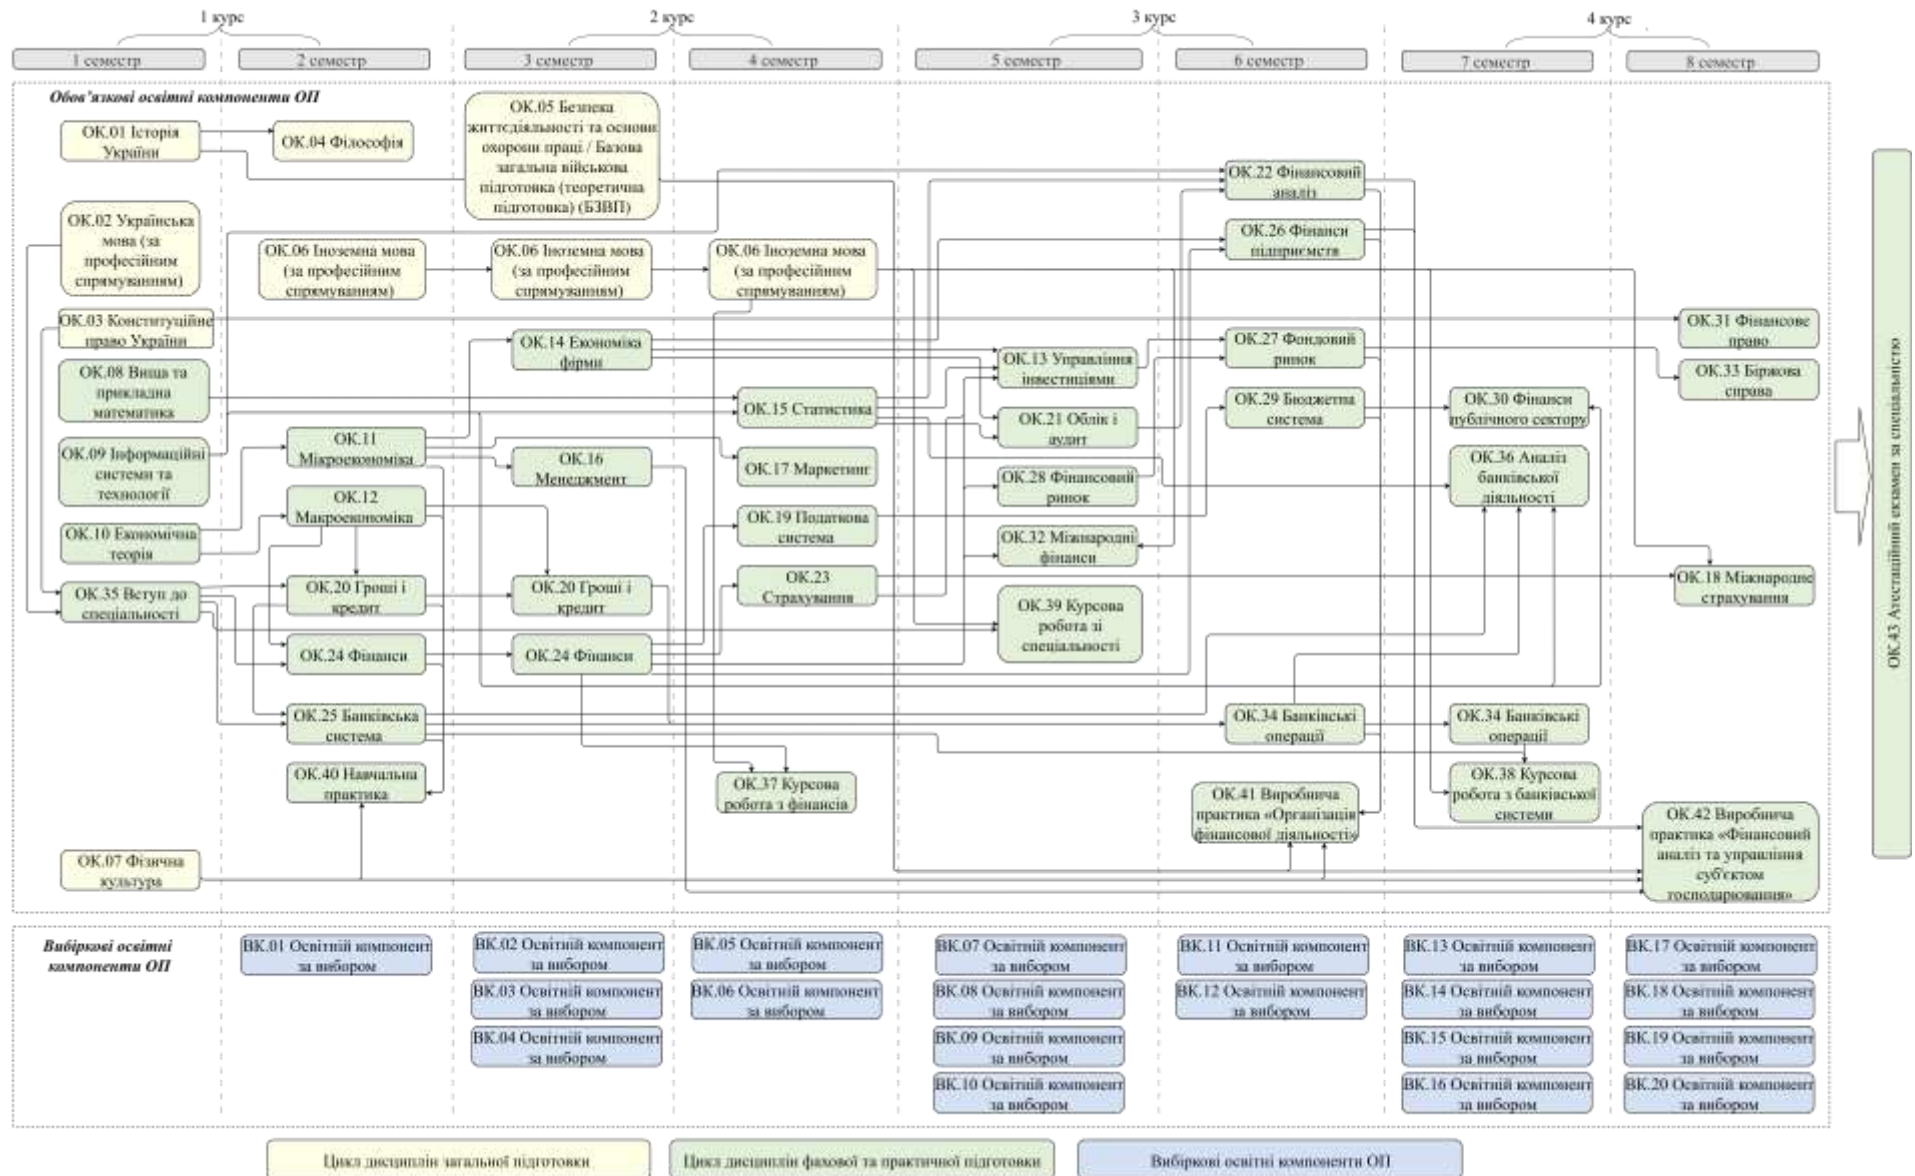 1 курс
2 курс
3 курс
4 курс
1 семестр
2 семестр
3 семестр
4 семестр
5 семестр
6 семестр
7 семестр
8 семестр
Обов'язкові освітні компоненти ОП
ОК.01 Історія
України
ОК.02 Українська
мова (за
професійним
спрямуванням)
ОК.03 Конституційне
право України
ОК.08 Вища та
прикладна
математика
ОК.09 Інформаційні
системи та
технології
ОК.10 Економічна
теорія
ОК.35 Вступ до
спеціальності
ОК.07 Фізична
культура
ОК.04 Філософія
ОК.06 Іноземна мова
(за професійним
спрямуванням)
ОК.11
Мікроекономіка
ОК.12
Макроекономіка
ОК.20 Гроші і
кредит
ОК.24 Фінанси
ОК.25 Банківська
система
ОК.40 Навчальна
практика
ОК.05 Безпека
життєдіяльності та основи
охорони праці / Базова
загальна військова
підготовка (теоретична
підготовка) (БЗВП)
ОК.06 Іноземна мова
(за професійним
спрямуванням)
ОК.14 Економіка
фірми
ОК.16
Менеджмент
ОК.20 Гроші і
кредит
ОК.24 Фінанси
ОК.06 Іноземна мова
(за професійним
спрямуванням)
ОК.15 Статистика
ОК.17 Маркетинг
ОК.19 Податкова
система
ОК.23
Страхування
ОК.37 Курсова
робота з фінансів
ОК.13 Управління
інвестиціями
ОК.21 Облік і
аудит
ОК.28 Фінансовий
ринок
ОК.32 Міжнародні
фінанси
ОК.39 Курсова
робота зі
спеціальності
ОК.22 Фінансовий
аналіз
ОК.26 Фінанси
підприємств
ОК.27 Фондовий
ринок
ОК.29 Бюджетна
система
ОК.34 Банківські
операції
ОК.41 Виробнича
практика «Організація
фінансової діяльності»
ОК.30 Фінанси
публічного сектору
ОК.36 Аналіз
банківської
діяльності
ОК.34 Банківські
операції
ОК.38 Курсова
робота з банківської
системи
ОК.31 Фінансове
право
ОК.33 Біржова
справа
ОК.18 Міжнародне
страхування
ОК.42 Виробнича
практика «Фінансовий
аналіз та управління
суб'єктом
господарювання»
ОК.43 Атестаційний екзамен за спеціальністю
Вибіркові освітні
компоненти ОП
ВК.01 Освітній компонент
за вибором
ВК.02 Освітній компонент
за вибором
ВК.03 Освітній компонент
за вибором
ВК.04 Освітній компонент
за вибором
ВК.05 Освітній компонент
за вибором
ВК.06 Освітній компонент
за вибором
ВК.07 Освітній компонент
за вибором
ВК.08 Освітній компонент
за вибором
ВК.09 Освітній компонент
за вибором
ВК.10 Освітній компонент
за вибором
ВК.11 Освітній компонент
за вибором
ВК.12 Освітній компонент
за вибором
ВК.13 Освітній компонент
за вибором
ВК.14 Освітній компонент
за вибором
ВК.15 Освітній компонент
за вибором
ВК.16 Освітній компонент
за вибором
ВК.17 Освітній компонент
за вибором
ВК.18 Освітній компонент
за вибором
ВК.19 Освітній компонент
за вибором
ВК.20 Освітній компонент
за вибором
Цикл дисциплін загальної підготовки
Цикл дисциплін фахової та практичної підготовки
Вибіркові освітні компоненти ОП